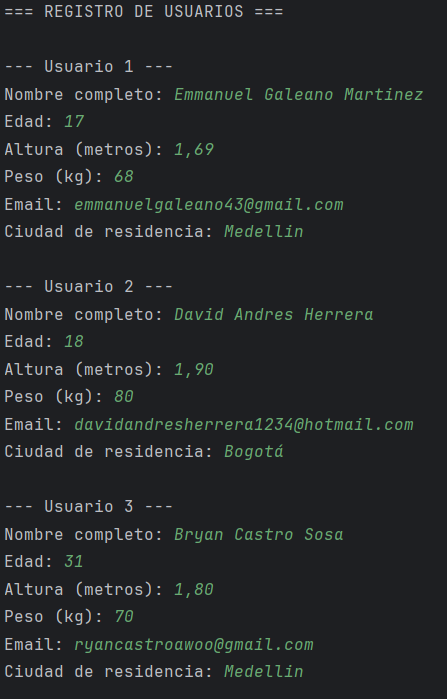 === REGISTRO DE USUARIOS ===
--- Usuario 1 ---
Nombre completo: Emmanuel Galeano Martinez
Edad: 17
Altura (metros): 1,69
Peso (kg): 68
Email: emmanuelgaleano43@gmail.com
Ciudad de residencia: Medellin
--- Usuario 2 ---
Nombre completo: David Andres Herrera
Edad: 18
Altura (metros): 1,90
Peso (kg): 80
Email: davidandresherrera1234@hotmail.com
Ciudad de residencia: Bogotá
--- Usuario 3 ---
Nombre completo: Bryan Castro Sosa
Edad: 31
Altura (metros): 1,80
Peso (kg): 70
Email: ryancastroawoo@gmail.com
Ciudad de residencia: Medellin